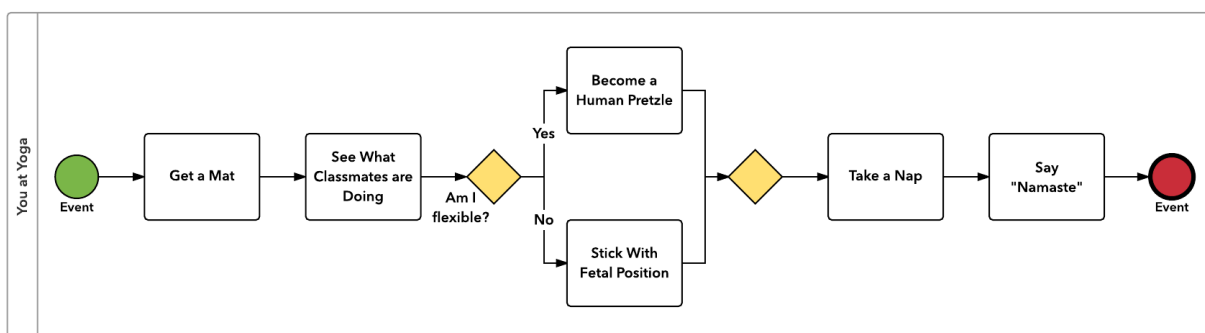 You at Yoga
Event
Get a Mat
See What
Classmates are
Doing
Am I
flexible?
Yes
Become a
Human Pretzle
No
Stick With
Fetal Position
Take a Nap
Say
"Namaste"
Event